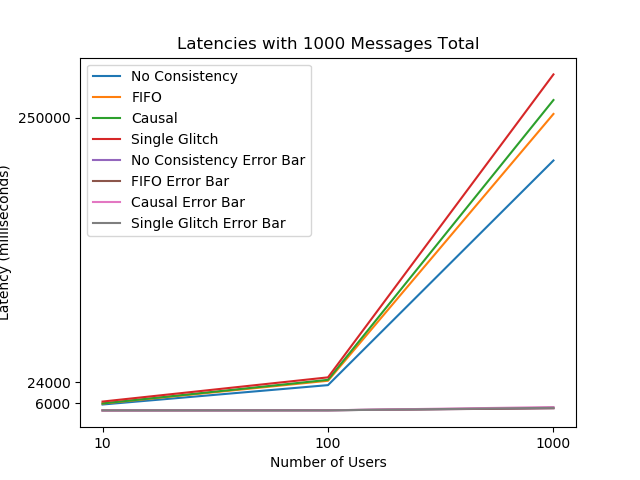 Latencies with 1000 Messages Total
No Consistency
FIFO
Causal
Single Glitch
No Consistency Error Bar
FIFO Error Bar
Causal Error Bar
Single Glitch Error Bar
250000
24000
6000
Latency (milliseconds)
10
100
1000
Number of Users